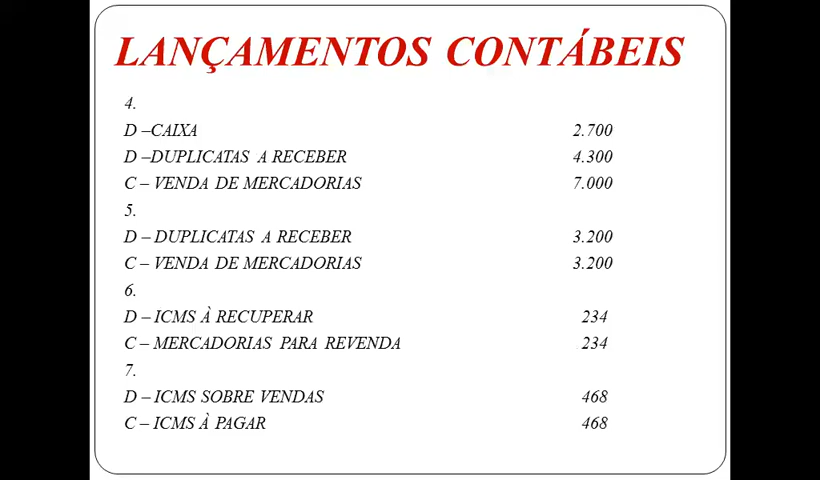 LANÇAMENTOS CONTÁBEIS
4.
D –CAIXA 2.700
D –DUPLICATAS A RECEBER 4.300
C – VENDA DE MERCADORIAS 7.000
5.
D – DUPLICATAS A RECEBER 3.200
C – VENDA DE MERCADORIAS 3.200
6.
D – ICMS À RECUPERAR 234
C – MERCADORIAS PARA REVENDA 234
7.
D – ICMS SOBRE VENDAS 468
C – ICMS À PAGAR 468